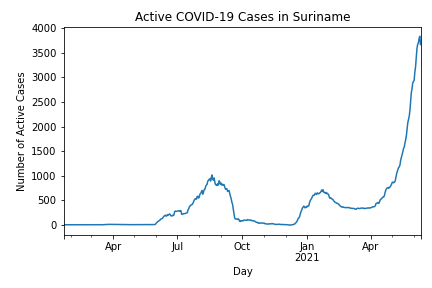 Active COVID-19 Cases in Suriname
Number of Active Cases
4000
3500
3000
2500
2000
1500
1000
500
0
Apr Jul Oct Jan Apr
2021
Day